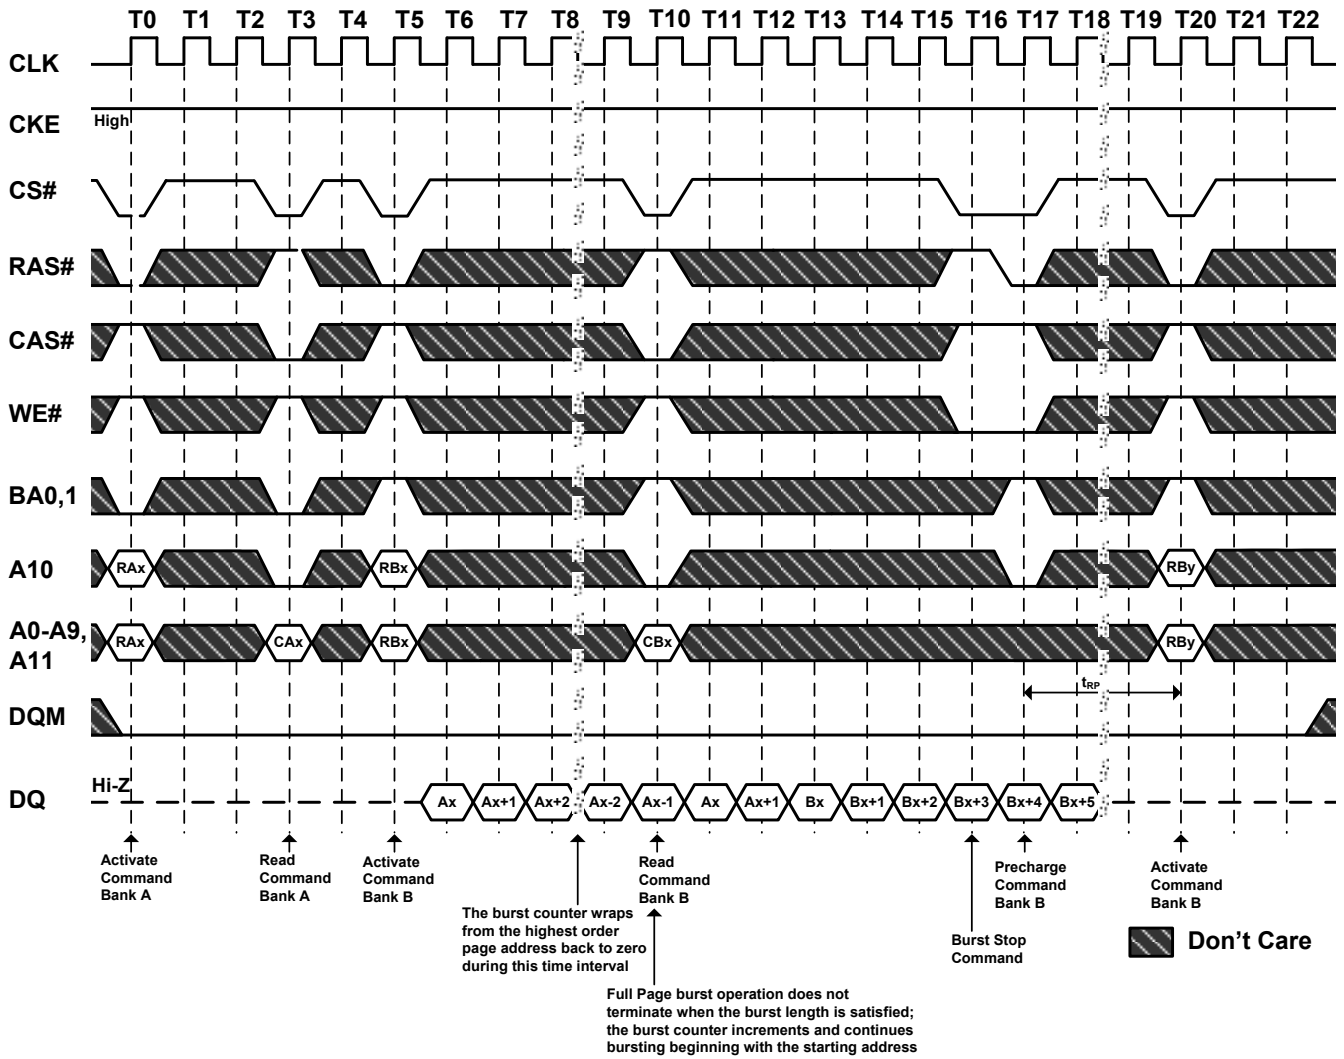 T0 T1 T2 T3 T4 T5 T6 T7 T8 T9 T10 T11 T12 T13 T14 T15 T16 T17 T18 T19 T20 T21 T22
CLK
CKE High
CS#
RAS#
CAS#
WE#
BA0,1
A10 RAx RBx RBy
A0-A9,
A11 RAx CAx RBx CBx RBy
tRP
DQM
DQ Hi-Z Ax Ax+1 Ax+2 Ax-2 Ax-1 Ax Ax+1 Bx Bx+1 Bx+2 Bx+3 Bx+4 Bx+5
Activate
Command
Bank A
Read
Command
Bank A
Activate
Command
Bank B
The burst counter wraps
from the highest order
page address back to zero
during this time interval
Read
Command
Bank B
Full Page burst operation does not
terminate when the burst length is satisfied;
the burst counter increments and continues
bursting beginning with the starting address
Burst Stop
Command
Precharge
Command
Bank B
Activate
Command
Bank B
Don't Care